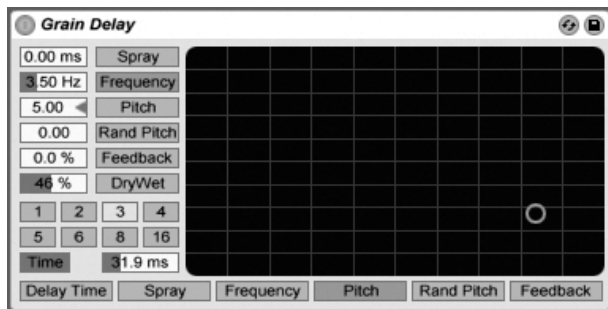 Grain Delay
0.00 ms Spray
3.50 Hz Frequency
5.00 Pitch
0.00 Rand Pitch
0.0 % Feedback
46 % DryWet
1 2 3 4
5 6 8 16
Time 31.9 ms
Delay Time Spray Frequency Pitch Rand Pitch Feedback